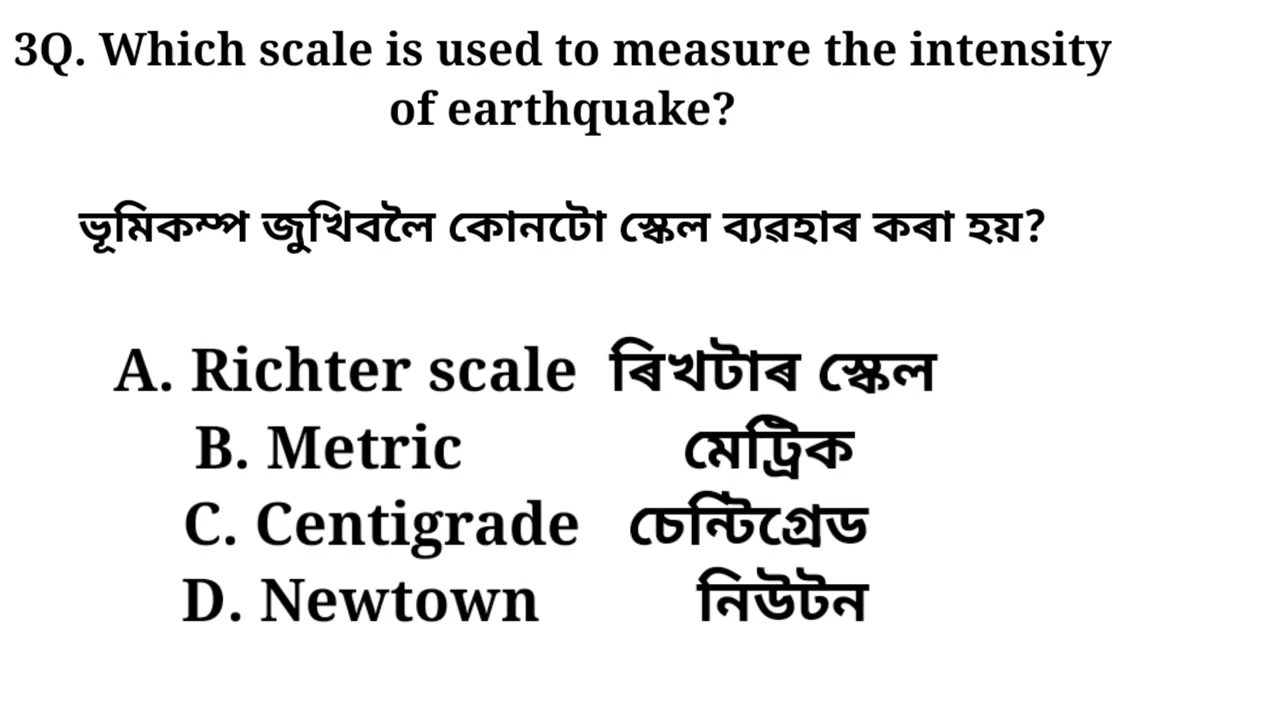 3Q. Which scale is used to measure the intensity
of earthquake?
ভূমিকম্প জুখিবলৈ কোনটো স্কেল ব্যৱহাৰ কৰা হয়?
A. Richter scale ৰিখটাৰ স্কেল
B. Metric মেট্ৰিক
C. Centigrade চেন্টিগ্ৰেড
D. Newtown নিউটন